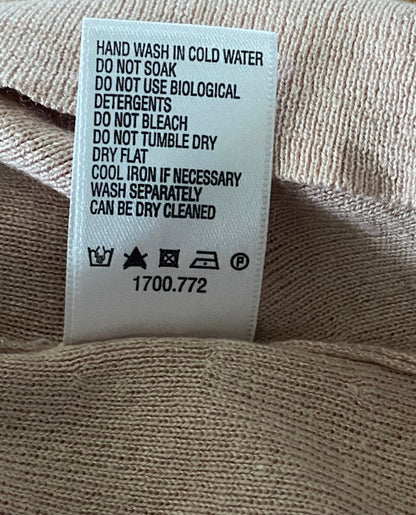 HAND WASH IN COLD WATER
DO NOT SOAK
DO NOT USE BIOLOGICAL
DETERGENTS
DO NOT BLEACH
DO NOT TUMBLE DRY
DRY FLAT
COOL IRON IF NECESSARY
WASH SEPARATELY
CAN BE DRY CLEANED
P
1700.772